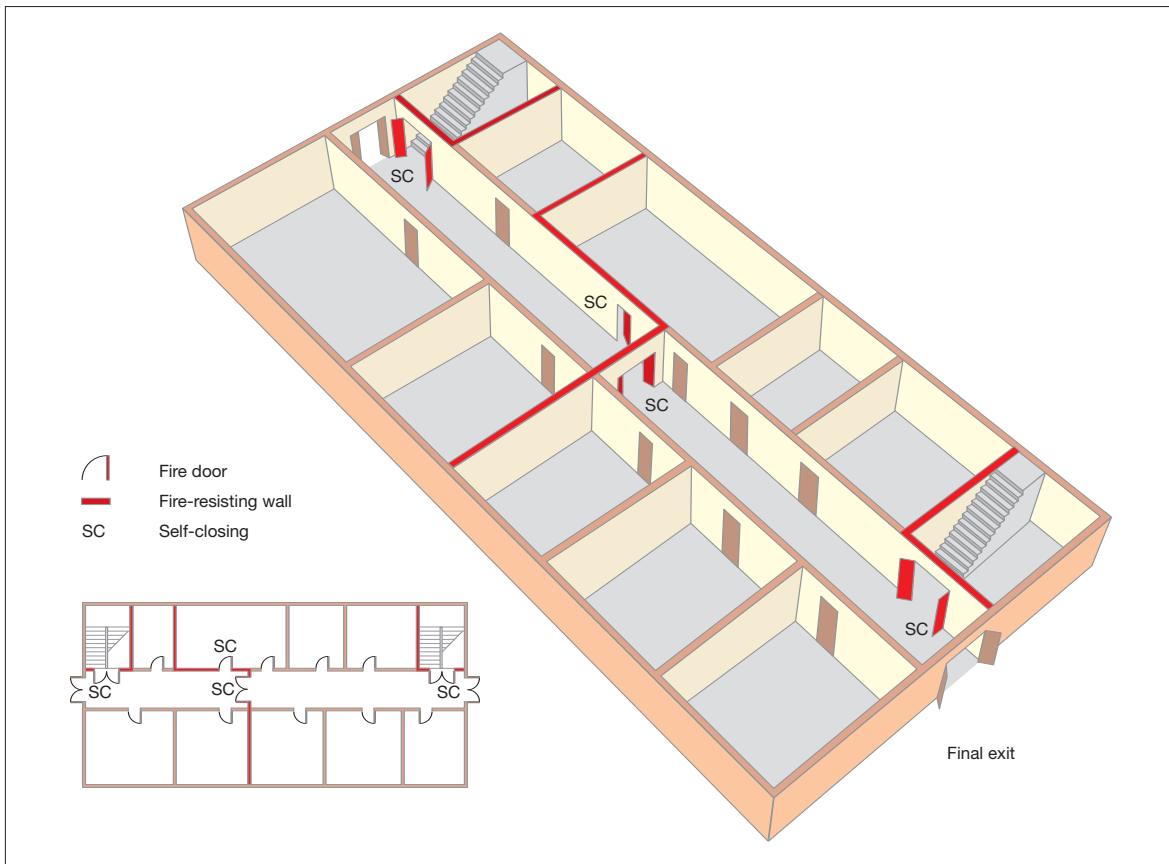 SC
SC
SC
Fire door
Fire-resisting wall
SC Self-closing
SC
SC
SC
SC
SC
Final exit